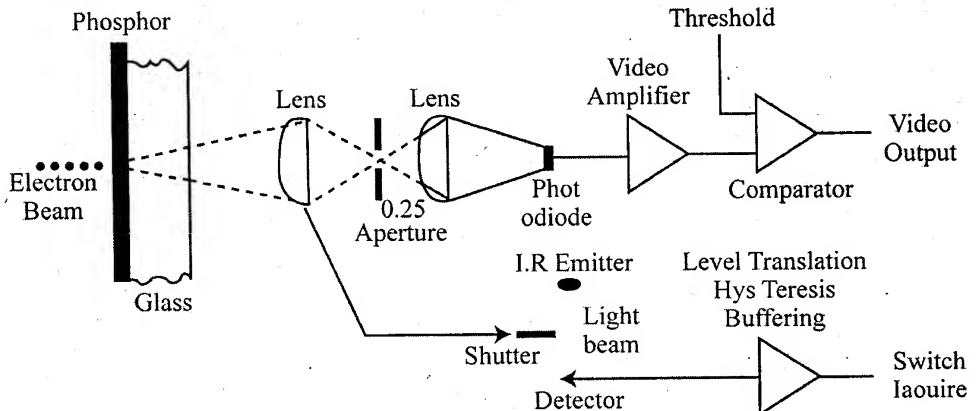 Phosphor
Threshold
Video
Amplifier
Lens
Lens
Electron
Beam
Video
Output
Comparator
Phot
odiode
0.25
Aperture
Glass
I.R Emitter
Level Translation
Hys Teresis
Buffering
Light
beam
Shutter
Switch
Iaouire
Detector